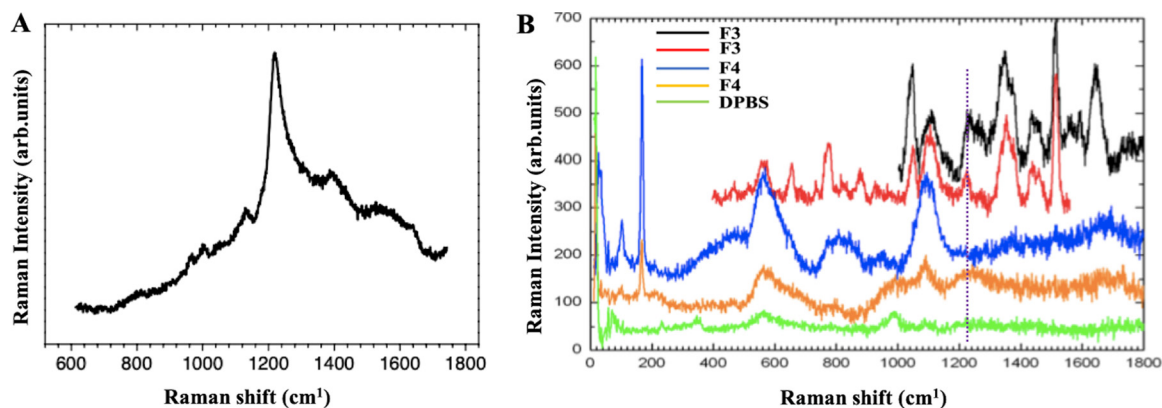 A
Raman Intensity (arb.units)
600 800 1000 1200 1400 1600 1800
Raman shift (cm¹)
B
Raman Intensity (arb.units)
700
600
500
400
300
200
100
0
F3
F3
F4
F4
DPBS
0 200 400 600 800 1000 1200 1400 1600 1800
Raman shift (cm¹)